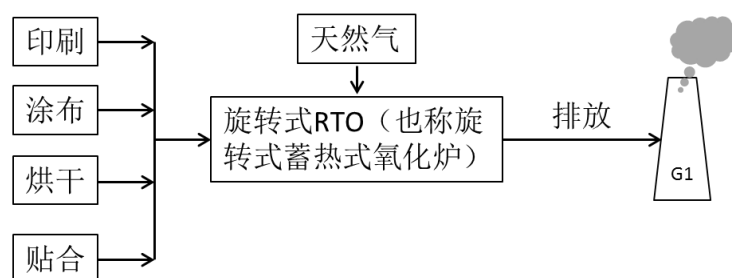 印刷
涂布
烘干
贴合
天然气
旋转式RTO（也称旋
转式蓄热式氧化炉）
排放
G1